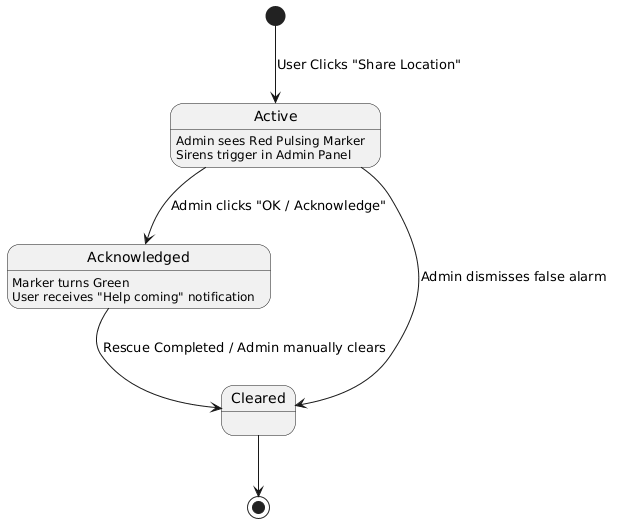 User Clicks "Share Location"
Active
Admin sees Red Pulsing Marker
Sirens trigger in Admin Panel
Admin clicks "OK / Acknowledge"
Acknowledged
Marker turns Green
User receives "Help coming" notification
Admin dismisses false alarm
Rescue Completed / Admin manually clears
Cleared